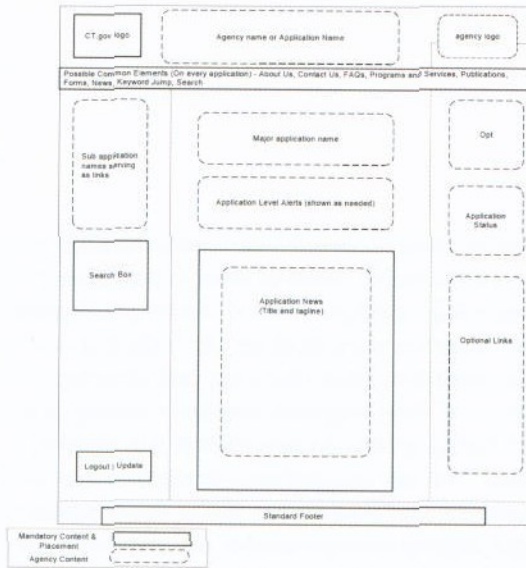 CT.gov logo
Agency name or Application Name
agency logo
Possible Common Elements (On every application) - About Us, Contact Us, FAQs, Programs and Services, Publications,
Forms, News, Keyword Jump, Search
Sub application
names serving
as links
Major application name
Opt
Application Level Alerts (shown as needed)
Application
Status
Search Box
Application News
(Title and tagline)
Optional Links
Logout | Update
Standard Footer
Mandatory Content &
Placement
Agency Content